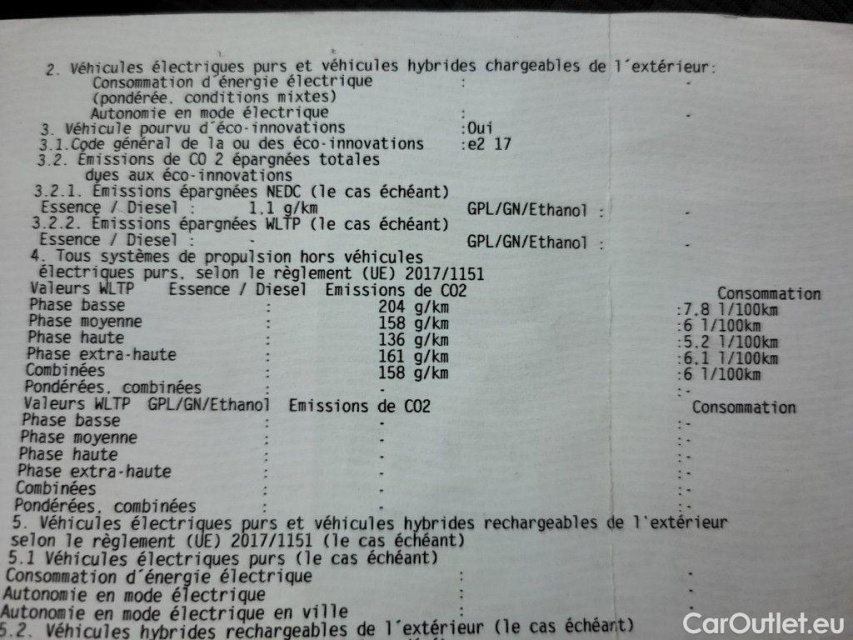 2. Véhicules électriques purs et véhicules hybrides chargeables de l'extérieur:
Consommation d'énergie électrique : -
(pondérée, conditions mixtes)
Autonomie en mode électrique : -
3. Véhicule pourvu d'éco-innovations :Oui
3.1.Code général de la ou des éco-innovations :e2 17
3.2. Emissions de CO 2 épargnées totales
dues aux éco-innovations
3.2.1. Émissions épargnées NEDC (le cas échéant)
Essence / Diesel : 1.1 g/km GPL/GN/Ethanol : -
3.2.2. Émissions épargnées WLTP (le cas échéant)
Essence / Diesel : - GPL/GN/Ethanol : -
4. Tous systèmes de propulsion hors véhicules
électriques purs, selon le règlement (UE) 2017/1151
Valeurs WLTP Essence / Diesel Emissions de CO2 Consommation
Phase basse : 204 g/km :7.8 l/100km
Phase moyenne : 158 g/km :6 l/100km
Phase haute : 136 g/km :5.2 l/100km
Phase extra-haute : 161 g/km :6.1 l/100km
Combinées : 158 g/km :6 l/100km
Pondérées, combinées : - :-
Valeurs WLTP GPL/GN/Ethanol Emissions de CO2 Consommation
Phase basse : - :-
Phase moyenne : - :-
Phase haute : - :-
Phase extra-haute : - :-
Combinées : - :-
Pondérées, combinées : - :-
5. Véhicules électriques purs et véhicules hybrides rechargeables de l'extérieur
selon le règlement (UE) 2017/1151 (le cas échéant)
5.1 Véhicules électriques purs (le cas échéant)
Consommation d'énergie électrique : -
Autonomie en mode électrique : -
Autonomie en mode électrique en ville : -
5.2. Véhicules hybrides rechargeables de l'extérieur (le cas échéant)
CarOutlet.eu